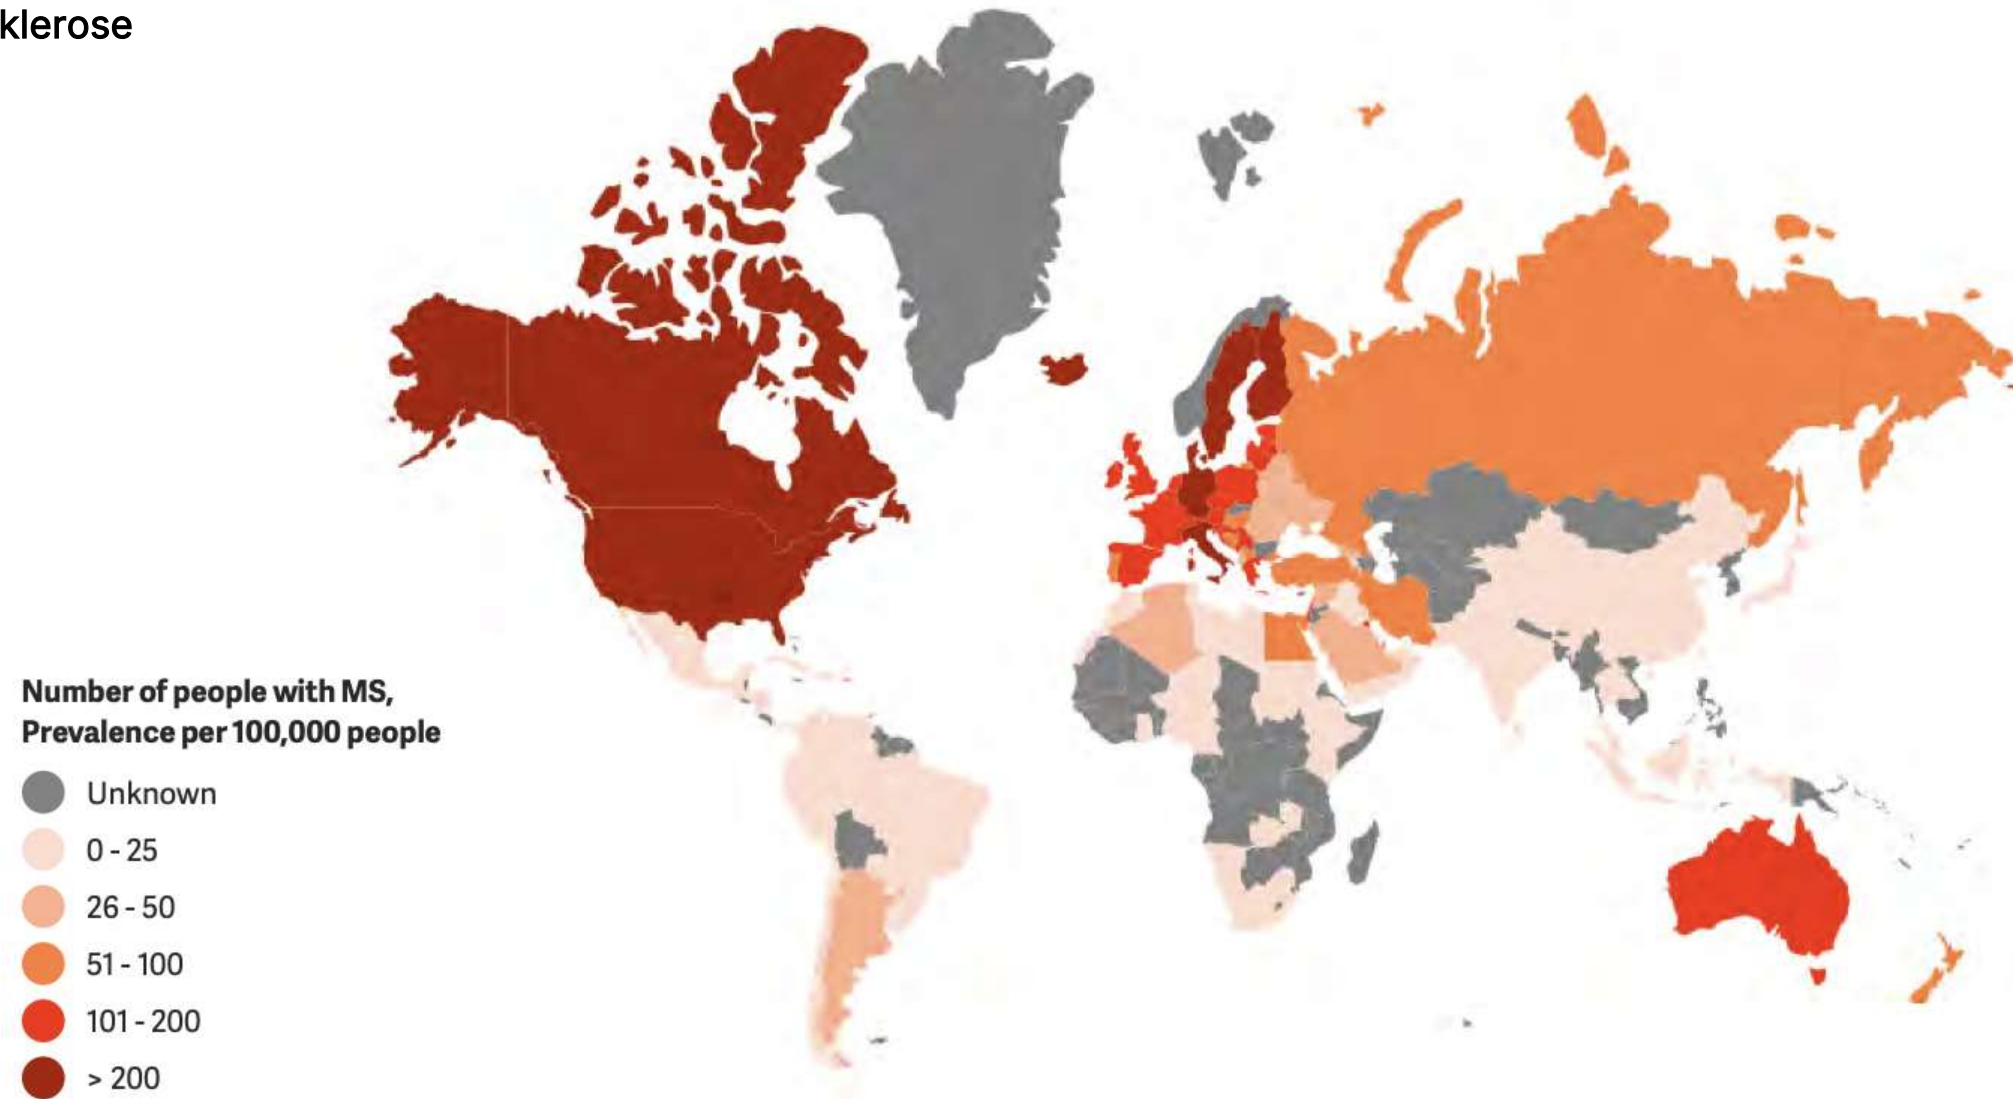 klerose
Number of people with MS,
Prevalence per 100,000 people
Unknown
0 - 25
26 - 50
51 - 100
101 - 200
> 200